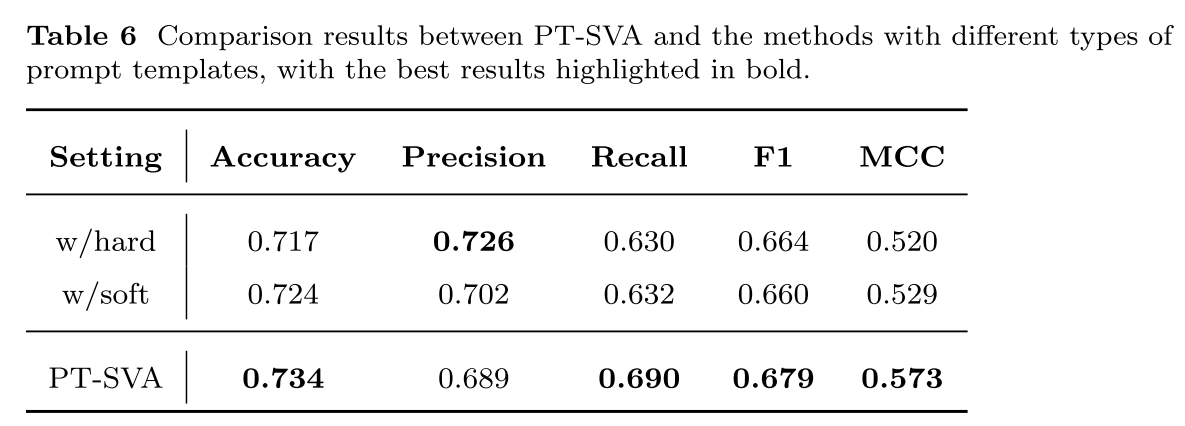 Table 6 Comparison results between PT-SVA and the methods with different types of
prompt templates, with the best results highlighted in bold.
Setting Accuracy Precision Recall F1 MCC
w/hard 0.717 0.726 0.630 0.664 0.520
w/soft 0.724 0.702 0.632 0.660 0.529
PT-SVA 0.734 0.689 0.690 0.679 0.573